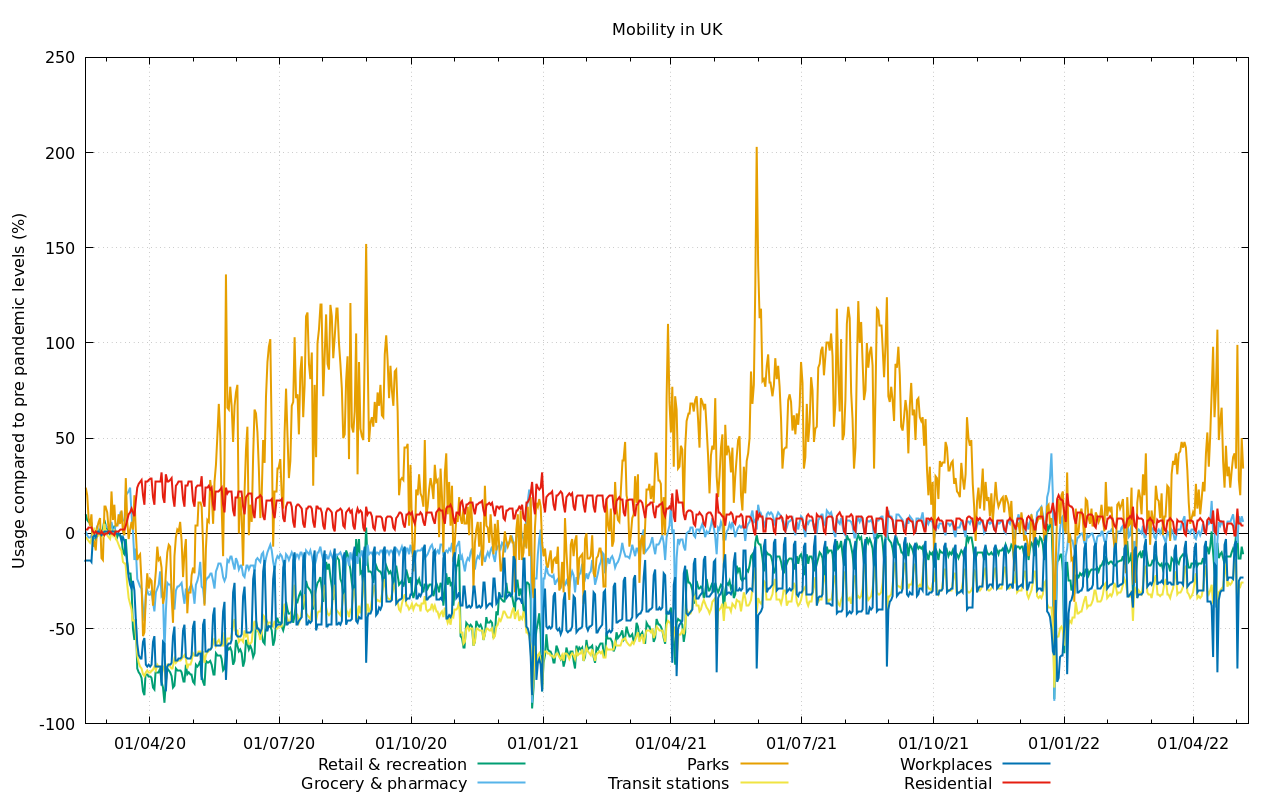 Mobility in UK
Usage compared to pre pandemic levels (%)
250
200
150
100
50
0
-50
-100
01/04/20 01/07/20 01/10/20 01/01/21 01/04/21 01/07/21 01/10/21 01/01/22 01/04/22
Retail & recreation Parks Workplaces
Grocery & pharmacy Transit stations Residential